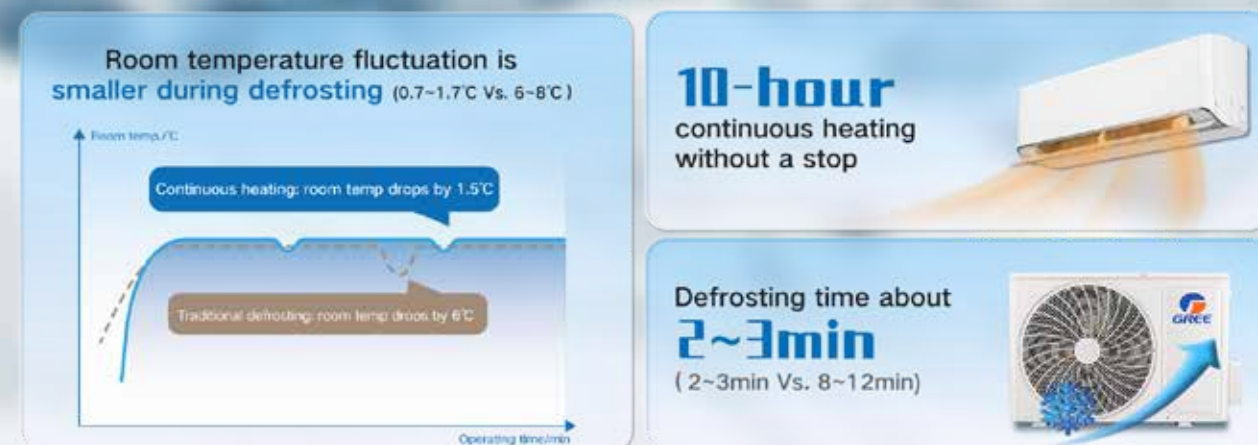 Room temperature fluctuation is
smaller during defrosting (0.7~1.7℃ Vs. 6~8℃)
Room temp./℃
Continuous heating: room temp drops by 1.5℃
Traditional defrosting: room temp drops by 6℃
Operating time/min
10-hour
continuous heating
without a stop
Defrosting time about
2~3min
(2~3min Vs. 8~12min)
GREE